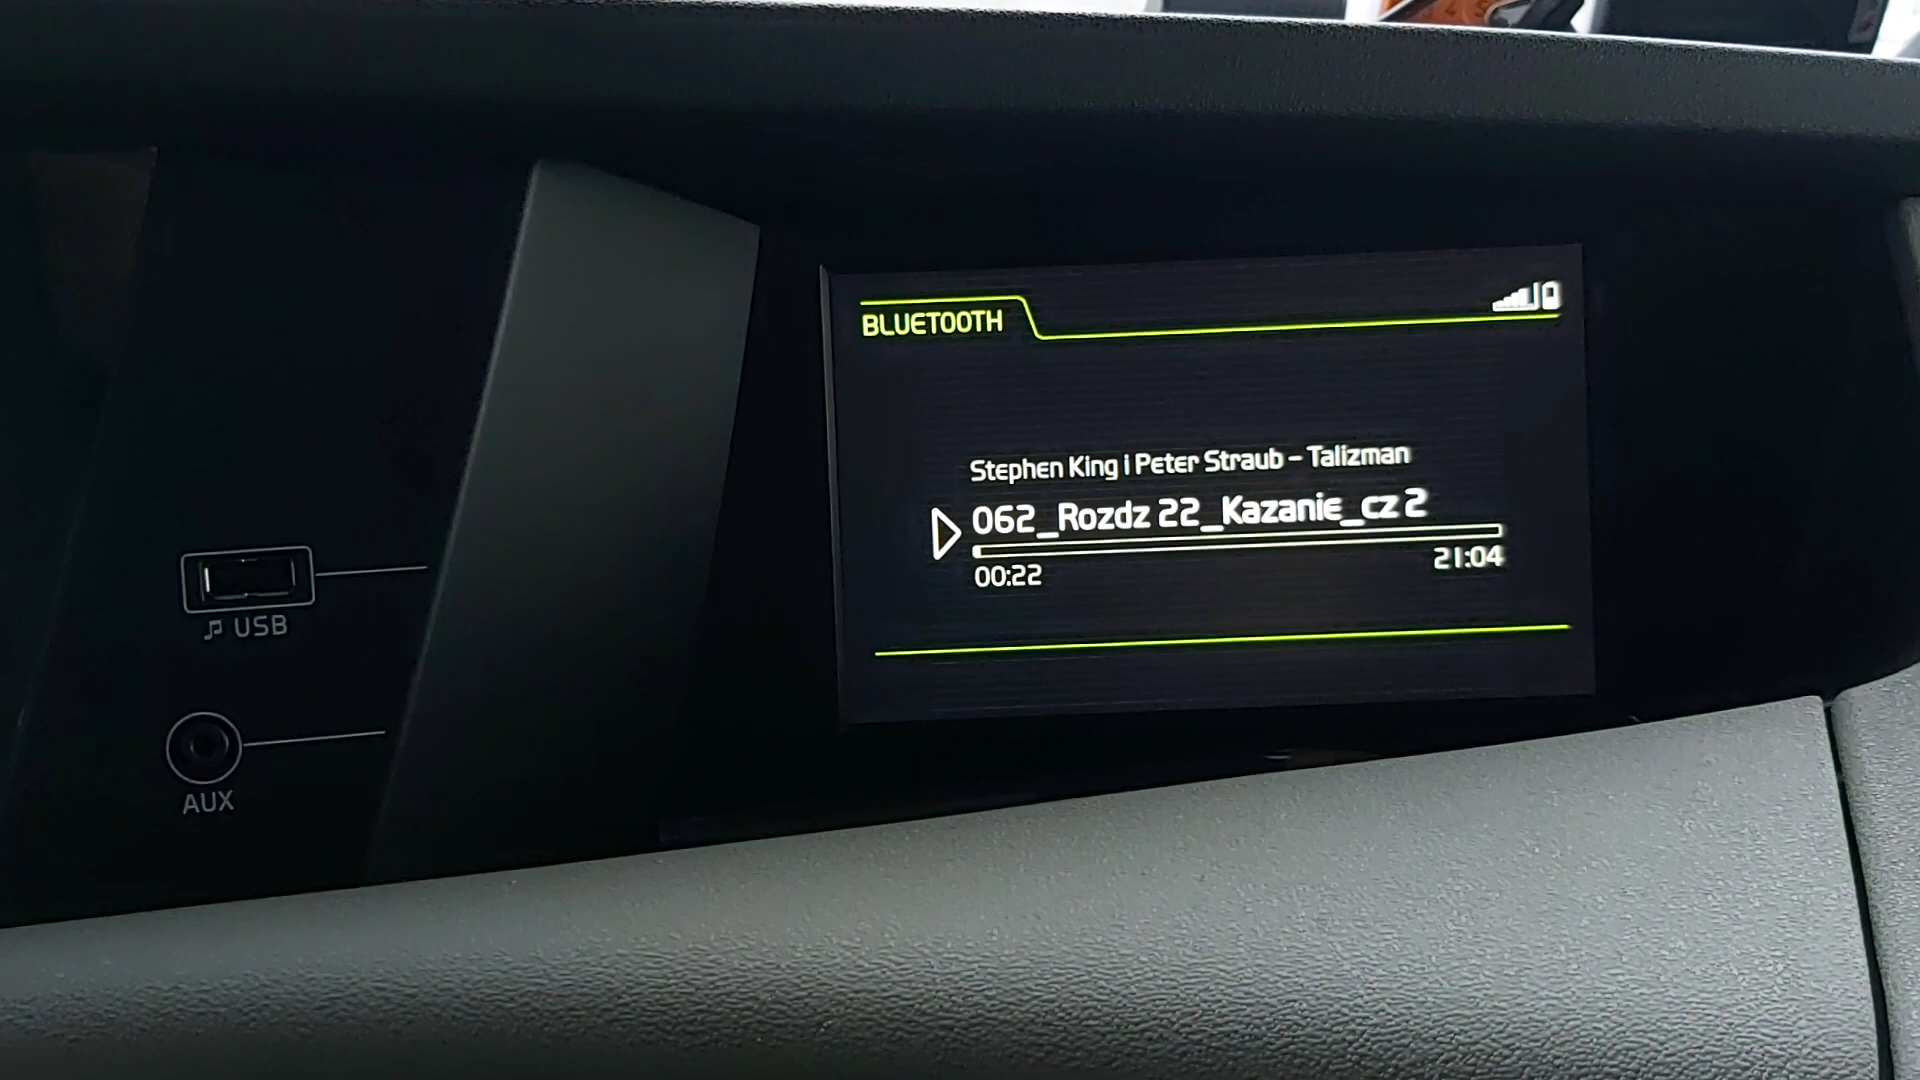 BLUETOOTH
Stephen King i Peter Straub - Talizman
062_Rozdz 22_Kazanie_cz 2
00:22
21:04
USB
AUX